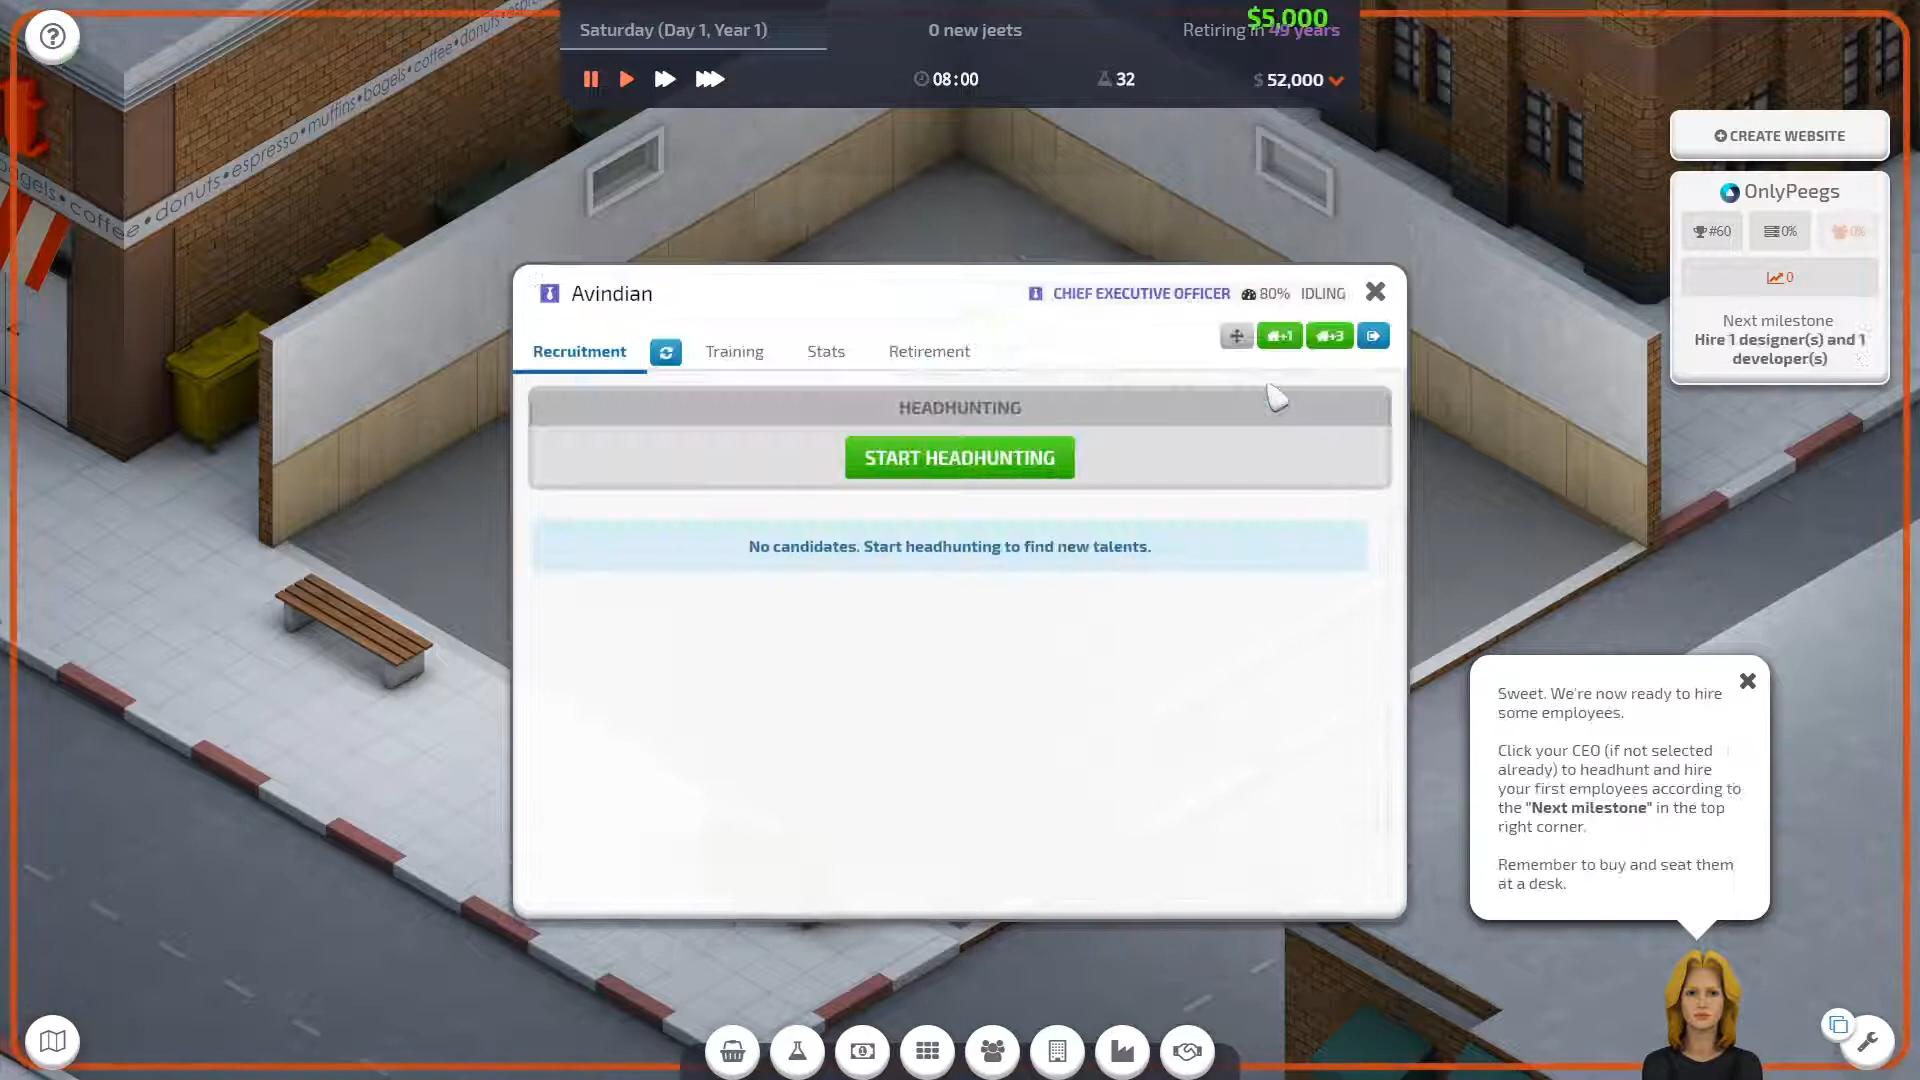 $5,000
Saturday (Day 1, Year 1)
0 new jeets
Retiring in 49 years
08:00
32
$ 52,000
bagels • coffee • donuts • espresso • muffins • bagels • coffee • donuts • espresso
CREATE WEBSITE
OnlyPeegs
#60
0%
0%
0
Next milestone
Hire 1 designer(s) and 1
developer(s)
Avindian
CHIEF EXECUTIVE OFFICER
80%
IDLING
+1
+3
Recruitment
Training
Stats
Retirement
HEADHUNTING
START HEADHUNTING
No candidates. Start headhunting to find new talents.
Sweet. We're now ready to hire
some employees.
Click your CEO (if not selected
already) to headhunt and hire
your first employees according to
the "Next milestone" in the top
right corner.
Remember to buy and seat them
at a desk.